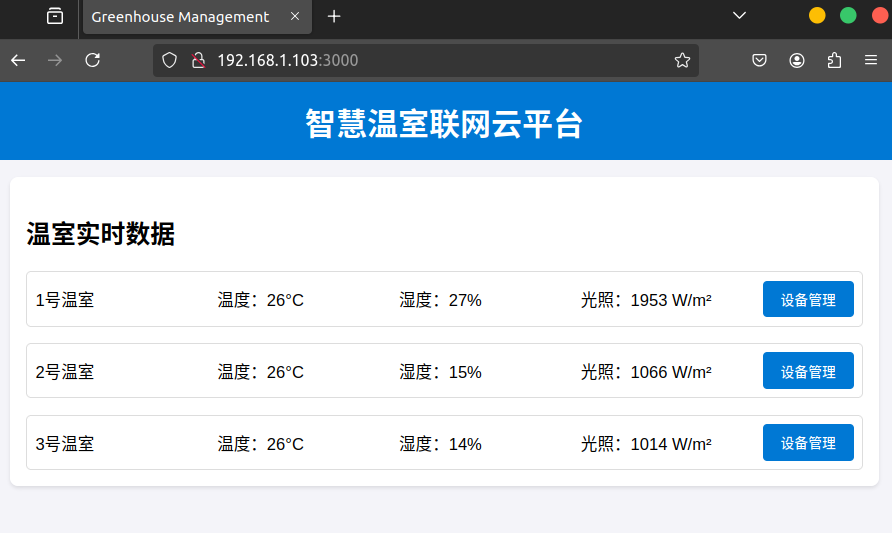 Greenhouse Management
192.168.1.103:3000
智慧温室联网云平台
温室实时数据
1号温室 温度：26°C 湿度：27% 光照：1953 W/m² 设备管理
2号温室 温度：26°C 湿度：15% 光照：1066 W/m² 设备管理
3号温室 温度：26°C 湿度：14% 光照：1014 W/m² 设备管理